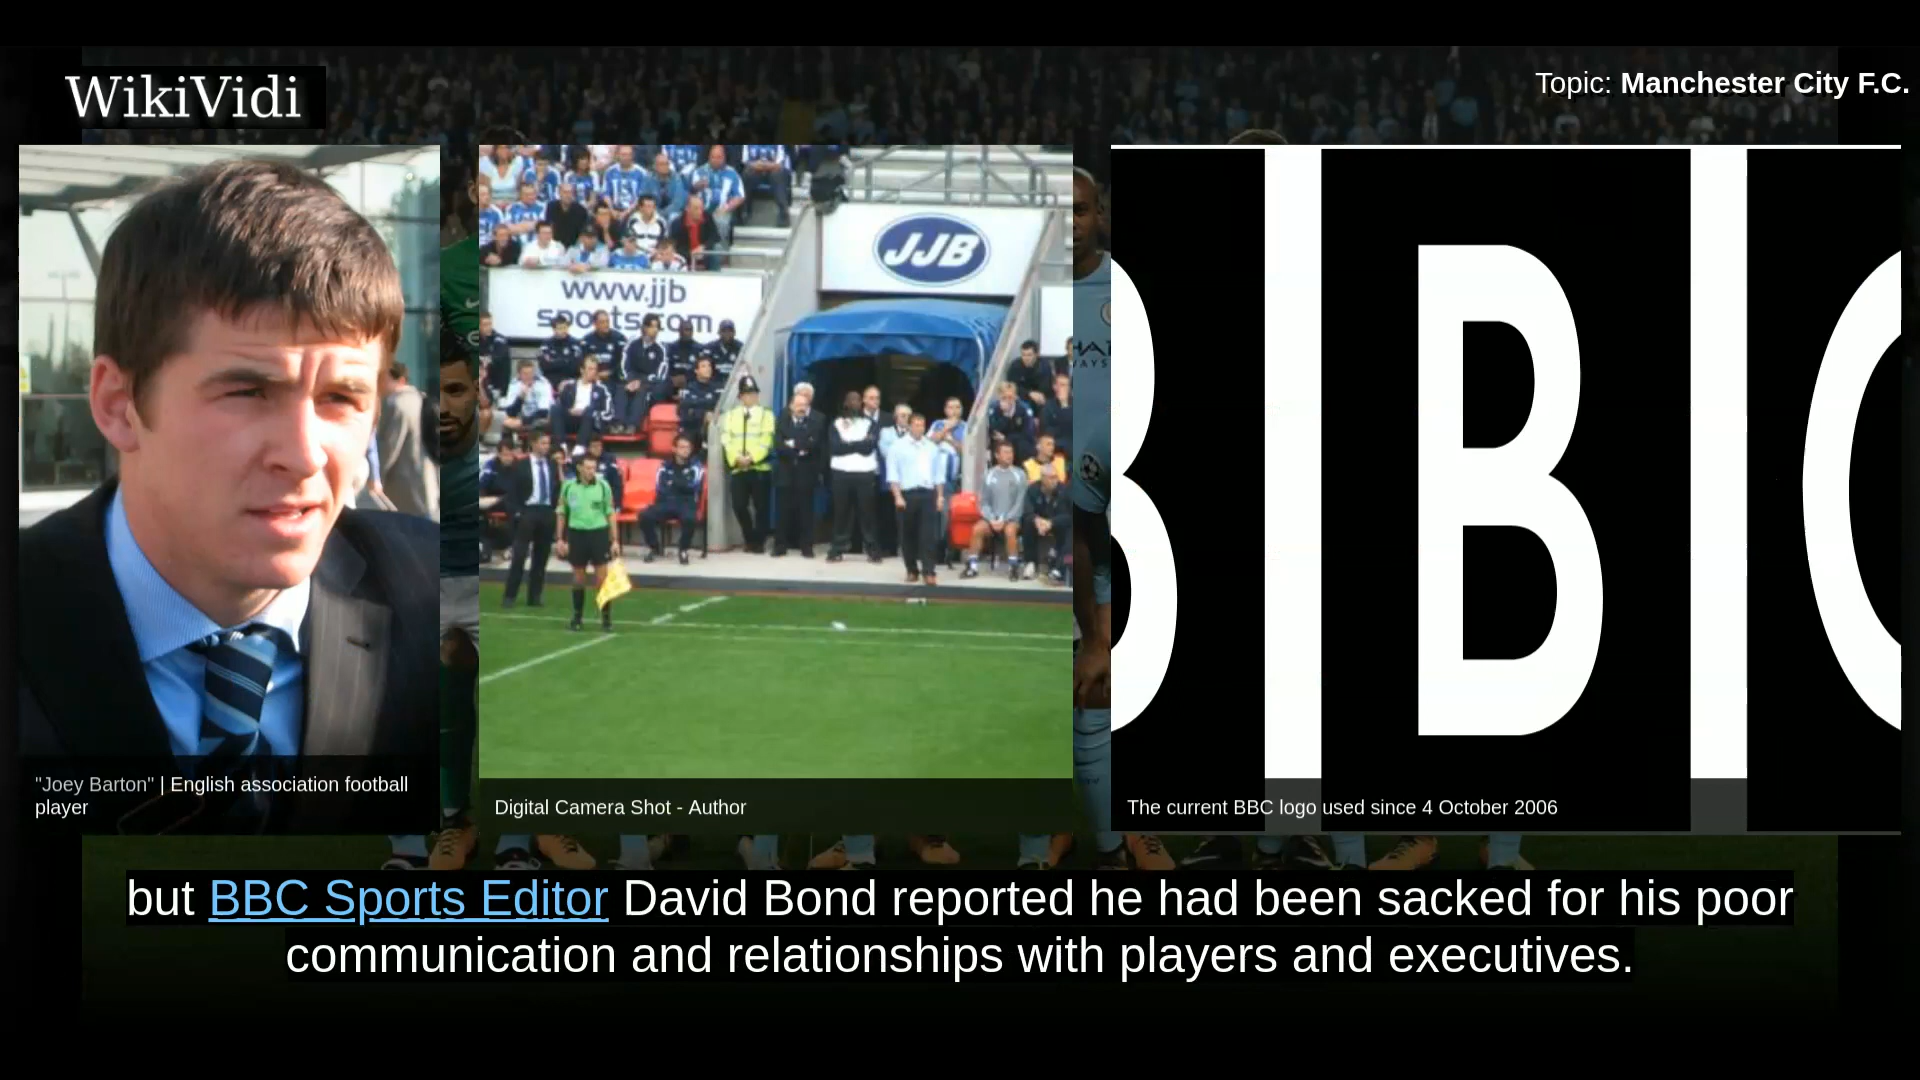 WikiVidi
Topic: Manchester City F.C.
JJB
www.jjb
sports.com
B B C
"Joey Barton" | English association football
player
Digital Camera Shot - Author
The current BBC logo used since 4 October 2006
but BBC Sports Editor David Bond reported he had been sacked for his poor
communication and relationships with players and executives.